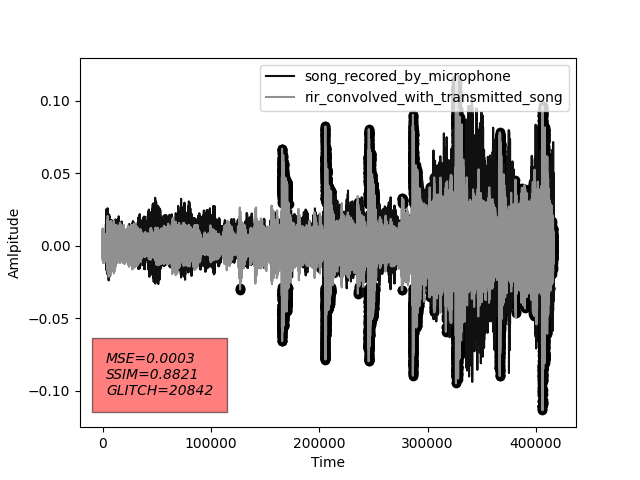 song_recored_by_microphone
rir_convolved_with_transmitted_song
0.10
0.05
0.00
−0.05
−0.10
Amlpitude
MSE=0.0003
SSIM=0.8821
GLITCH=20842
0 100000 200000 300000 400000
Time